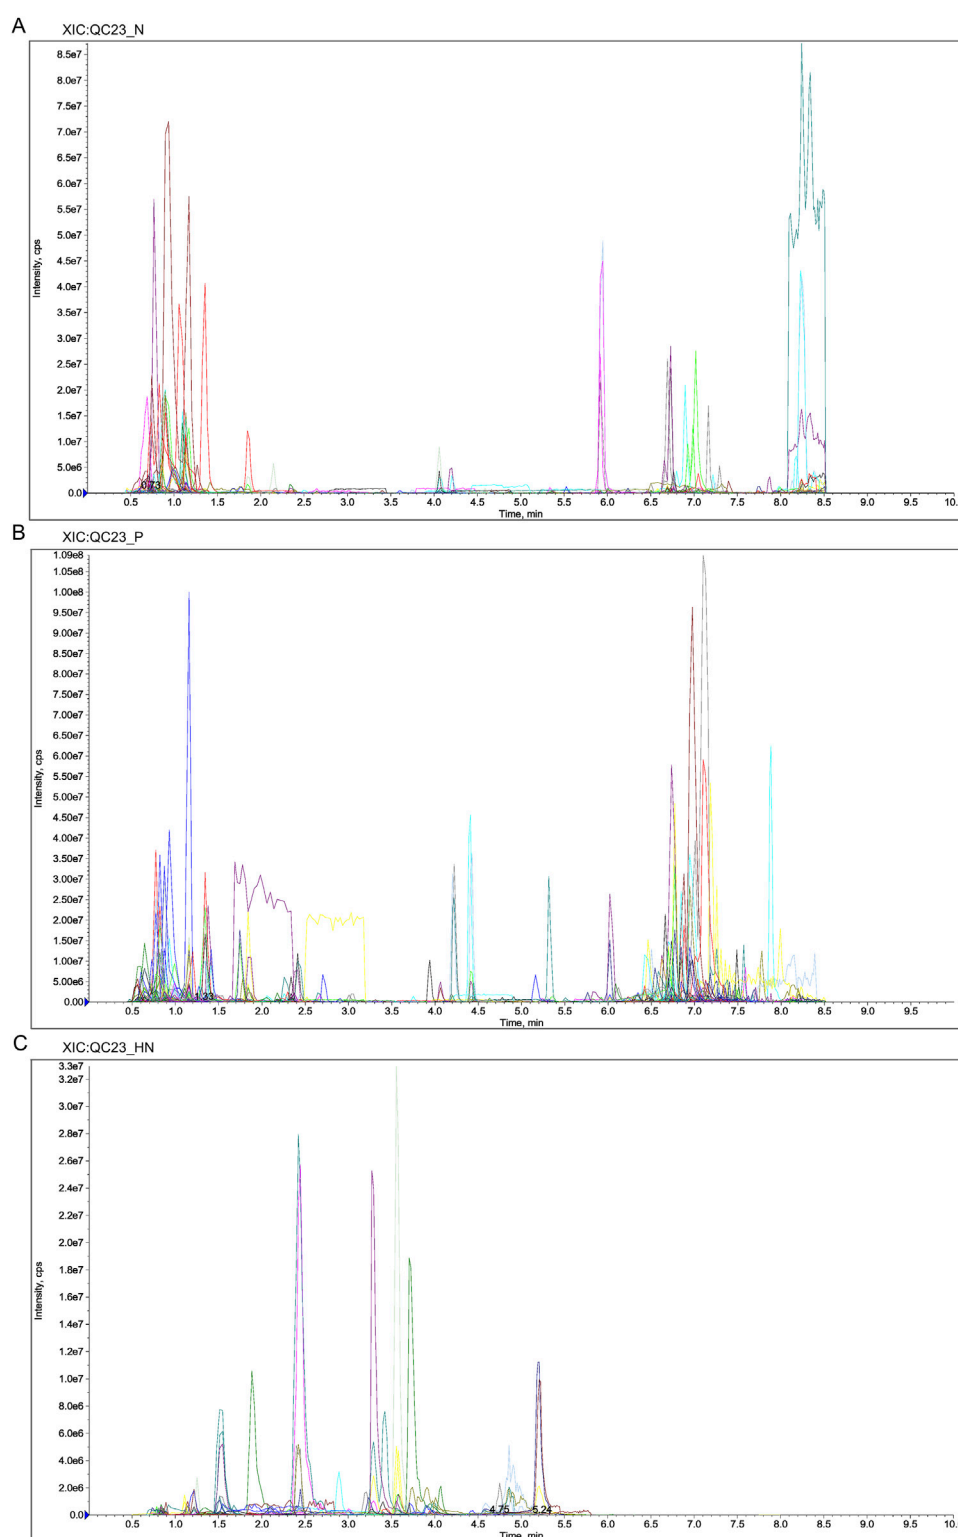 A
XIC:QC23_N
8.5e7
8.0e7
7.5e7
7.0e7
6.5e7
6.0e7
5.5e7
5.0e7
4.5e7
4.0e7
3.5e7
3.0e7
2.5e7
2.0e7
1.5e7
1.0e7
5.0e6
0.0
Intensity, cps
0.73
0.5 1.0 1.5 2.0 2.5 3.0 3.5 4.0 4.5 5.0 5.5 6.0 6.5 7.0 7.5 8.0 8.5 9.0 9.5 10.
Time, min
B
XIC:QC23_P
1.09e8
1.05e8
1.00e8
9.50e7
9.00e7
8.50e7
8.00e7
7.50e7
7.00e7
6.50e7
6.00e7
5.50e7
5.00e7
4.50e7
4.00e7
3.50e7
3.00e7
2.50e7
2.00e7
1.50e7
1.00e7
5.00e6
0.00
Intensity, cps
0.5 1.0 1.5 2.0 2.5 3.0 3.5 4.0 4.5 5.0 5.5 6.0 6.5 7.0 7.5 8.0 8.5 9.0 9.5
Time, min
C
XIC:QC23_HN
3.3e7
3.2e7
3.0e7
2.8e7
2.6e7
2.4e7
2.2e7
2.0e7
1.8e7
1.6e7
1.4e7
1.2e7
1.0e7
8.0e6
6.0e6
4.0e6
2.0e6
0.0
Intensity, cps
4.75 5.24
0.5 1.0 1.5 2.0 2.5 3.0 3.5 4.0 4.5 5.0 5.5 6.0 6.5 7.0 7.5 8.0 8.5 9.0 9.5 10.
Time, min